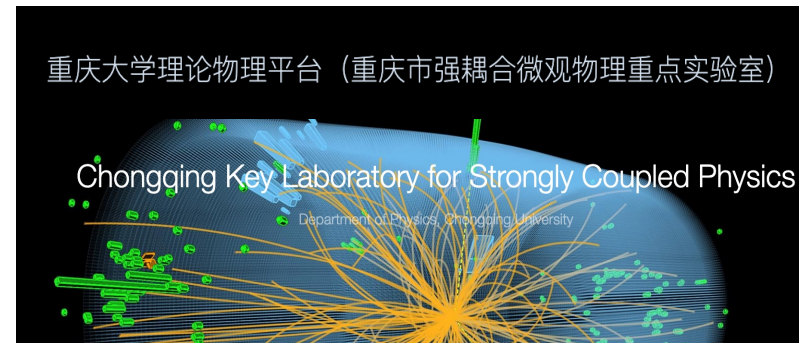 重庆大学理论物理平台（重庆市强耦合微观物理重点实验室）
Chongqing Key Laboratory for Strongly Coupled Physics
Department of Physics, Chongqing University